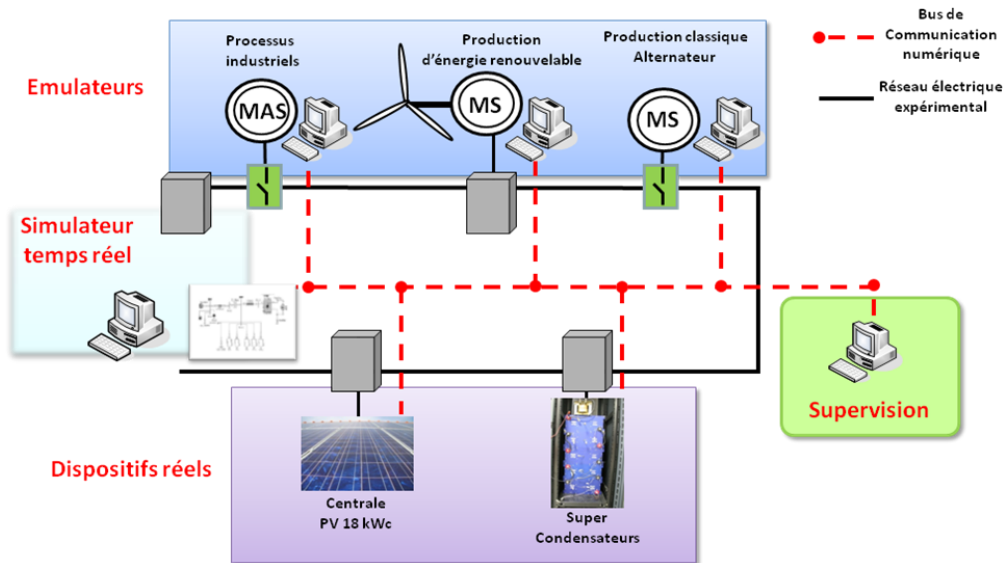 Processus
industriels
Production
d'énergie renouvelable
Production classique
Alternateur
Bus de
Communication
numérique
Réseau électrique
expérimental
Emulateurs
MAS
MS
MS
Simulateur
temps réel
Supervision
Dispositifs réels
Centrale
PV 18 kWc
Super
Condensateurs